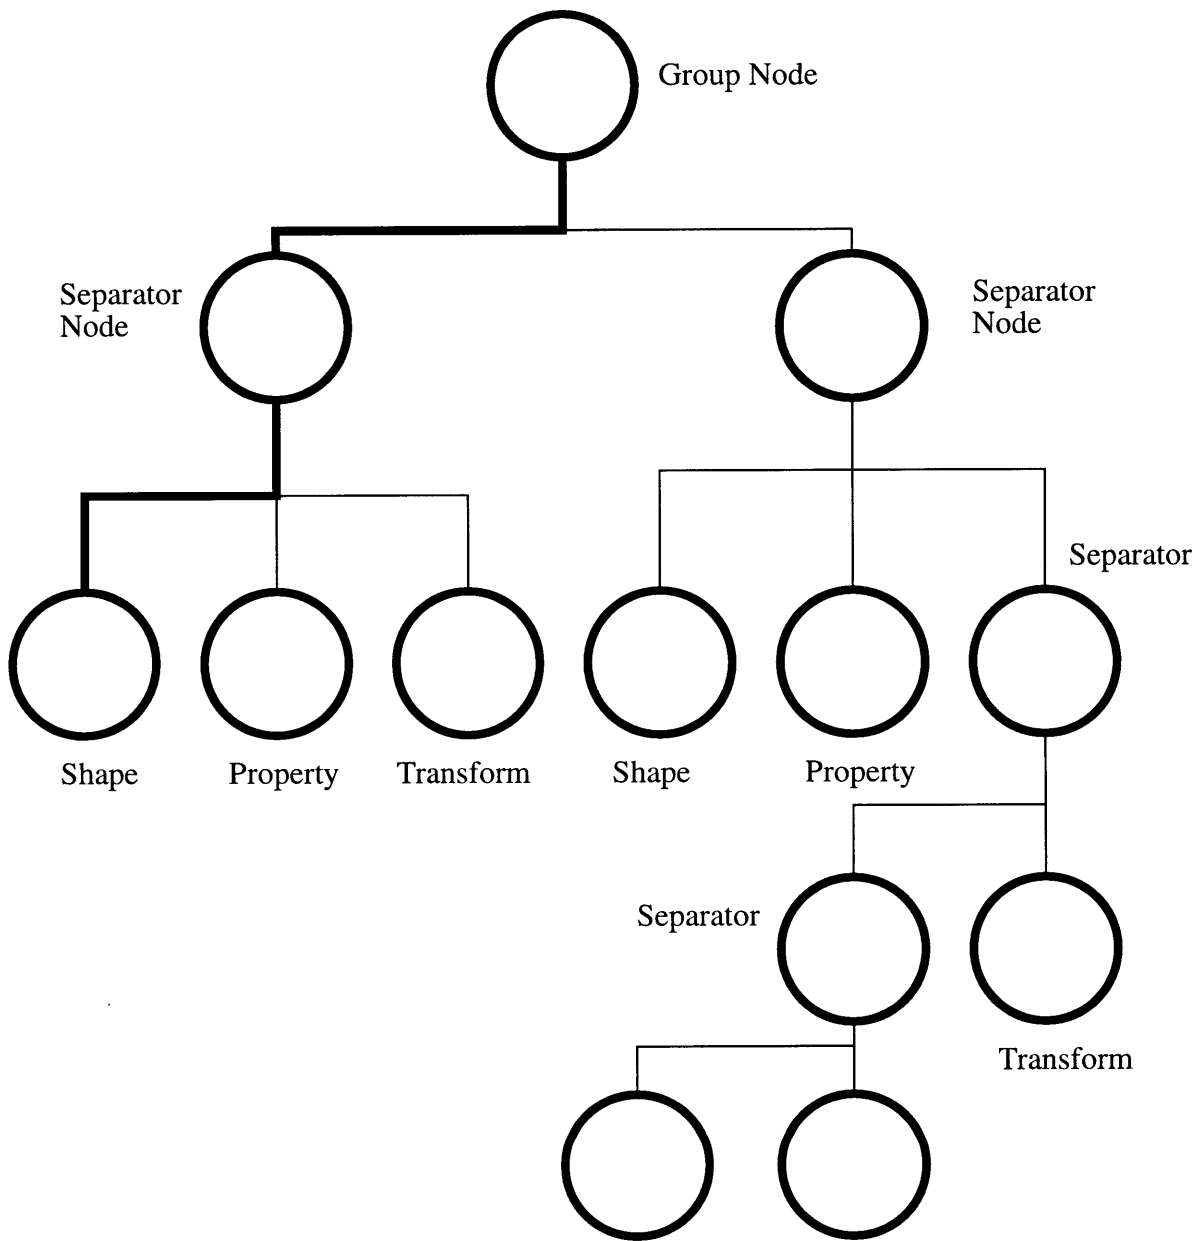 Group Node
Separator
Node
Separator
Node
Separator
Shape
Property
Transform
Shape
Property
Separator
Transform